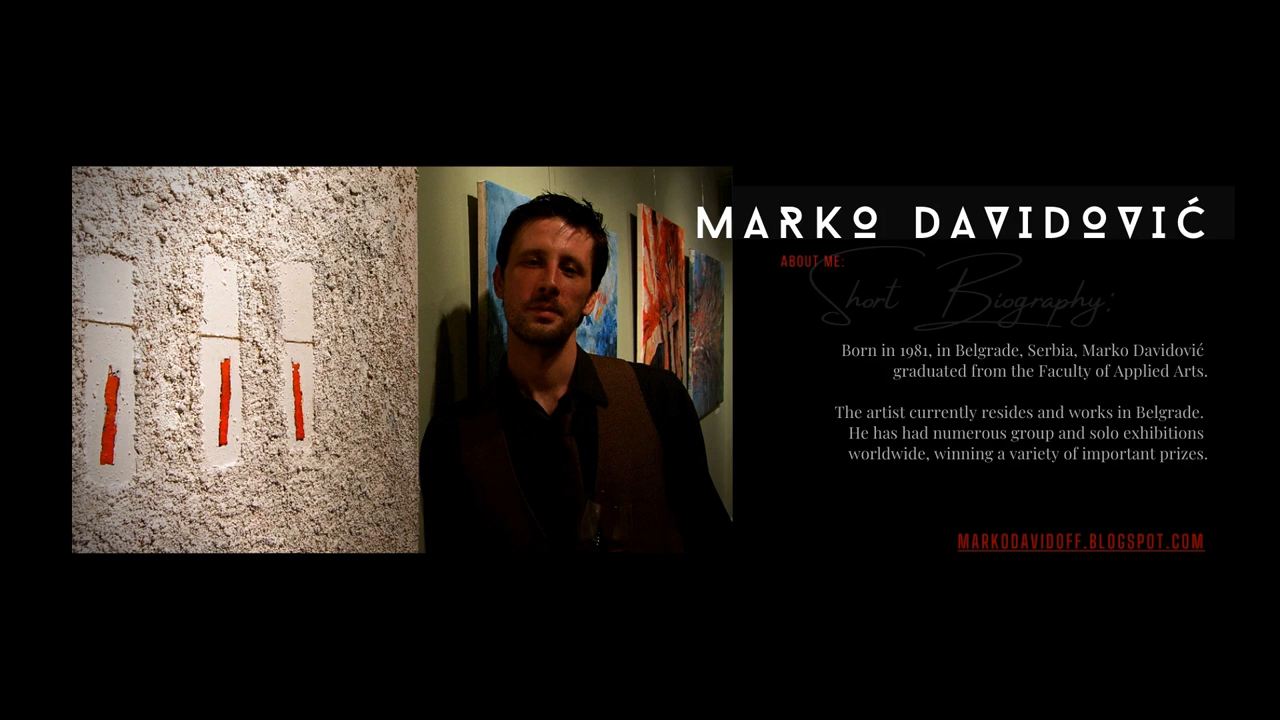 MARKO DAVIDOVIĆ
ABOUT ME:
Short Biography:
Born in 1981, in Belgrade, Serbia, Marko Davidović
graduated from the Faculty of Applied Arts.
The artist currently resides and works in Belgrade.
He has had numerous group and solo exhibitions
worldwide, winning a variety of important prizes.
MARKODAVIDOFF.BLOGSPOT.COM